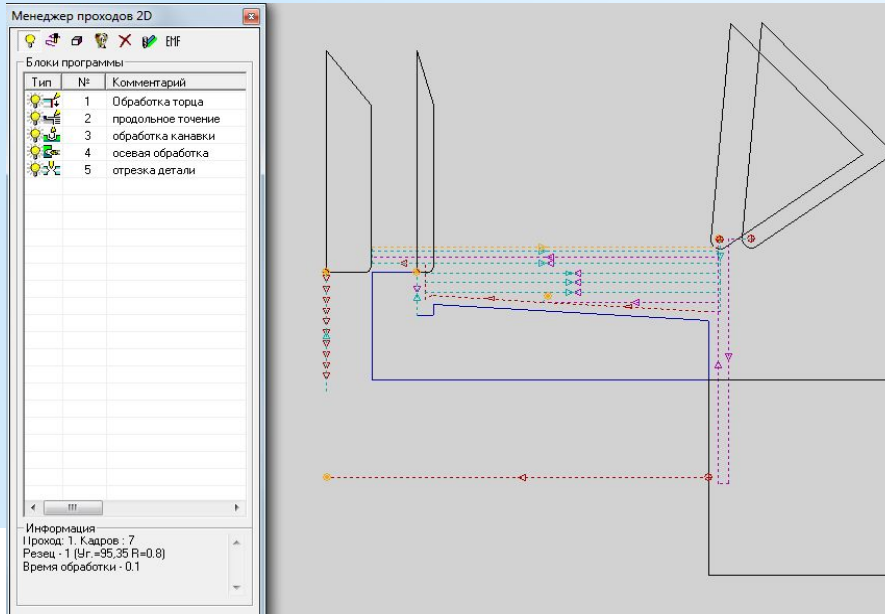 Менеджер проходов 2D
EMF
Блоки программы
Тип № Комментарий
1 Обработка торца
2 продольное точение
3 обработка канавки
4 осевая обработка
5 отрезка детали
Информация
Проход: 1. Кадров : 7
Резец - 1 (Уг.=95,35 R=0.8)
Время обработки - 0.1